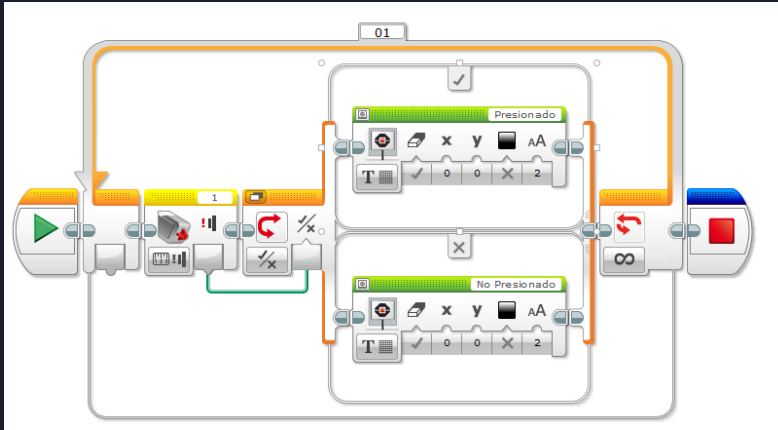 01
Presionado
x y AA
T 0 0 2
1
No Presionado
x y AA
T 0 0 2